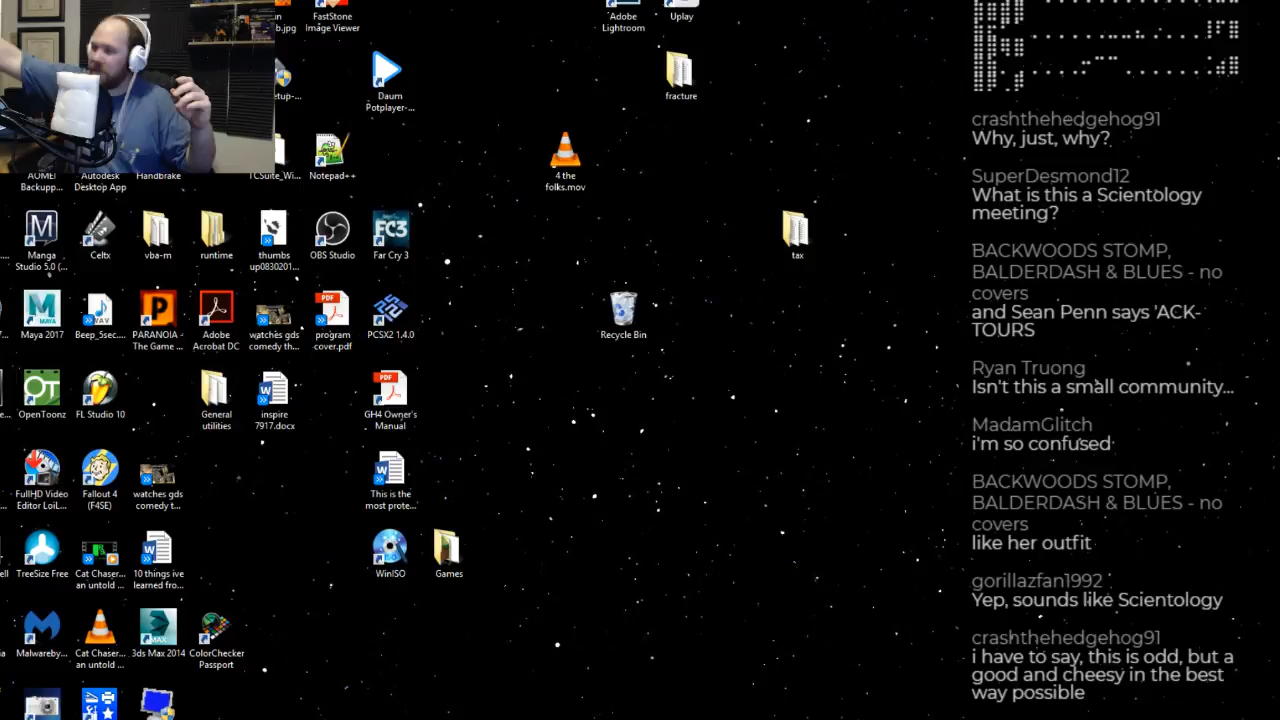 FastStone
Image Viewer
Adobe
Lightroom
Uplay
Daum
Potplayer-...
fracture
AOMEI
Backupp...
Autodesk
Desktop App
Handbrake
TCSuite_Wi...
Notepad++
4 the
folks.mov
Manga
Studio 5.0 (...
Celtx
vba-m
runtime
thumbs
up0830201...
OBS Studio
FC3
Far Cry 3
tax
Maya 2017
Beep_5sec...
PARANOIA -
The Game ...
Adobe
Acrobat DC
watches gds
comedy th...
PDF
program
cover.pdf
PCSX2 1.4.0
Recycle Bin
OpenToonz
FL Studio 10
General
utilities
inspire
7917.docx
PDF
GH4 Owner's
Manual
FullHD Video
Editor LoiL...
Fallout 4
(F4SE)
watches gds
comedy t...
This is the
most prote...
TreeSize Free
Cat Chaser...
an untold ...
10 things ive
learned fro...
WinISO
Games
Malwareby...
Cat Chaser...
an untold ...
3ds Max 2014
ColorChecker
Passport
crashthehedgehog91
Why, just, why?
SuperDesmond12
What is this a Scientology
meeting?
BACKWOODS STOMP,
BALDERDASH & BLUES - no
covers
and Sean Penn says 'ACK-
TOURS
Ryan Truong
Isn't this a small community...
MadamGlitch
i'm so confused
BACKWOODS STOMP,
BALDERDASH & BLUES - no
covers
like her outfit
gorillazfan1992
Yep, sounds like Scientology
crashthehedgehog91
i have to say, this is odd, but a
good and cheesy in the best
way possible